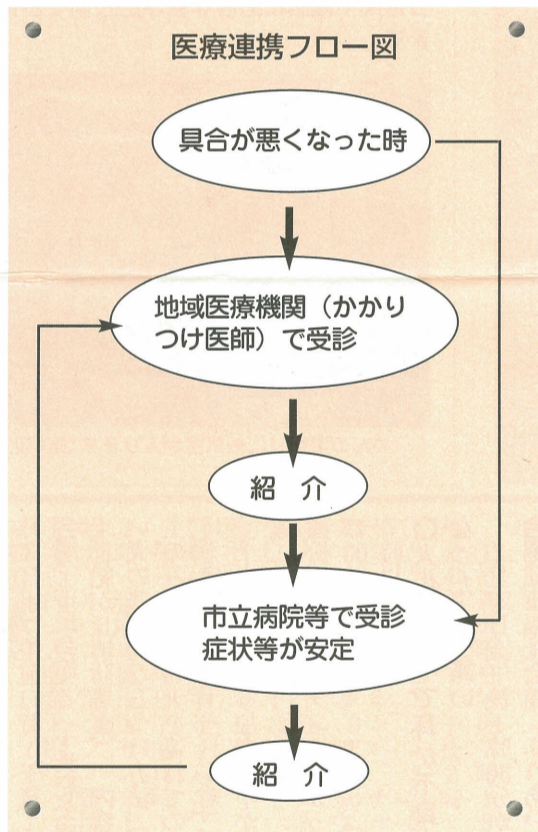 医療連携フロー図
具合が悪くなった時
地域医療機関（かかり
つけ医師）で受診
紹　介
市立病院等で受診
症状等が安定
紹　介